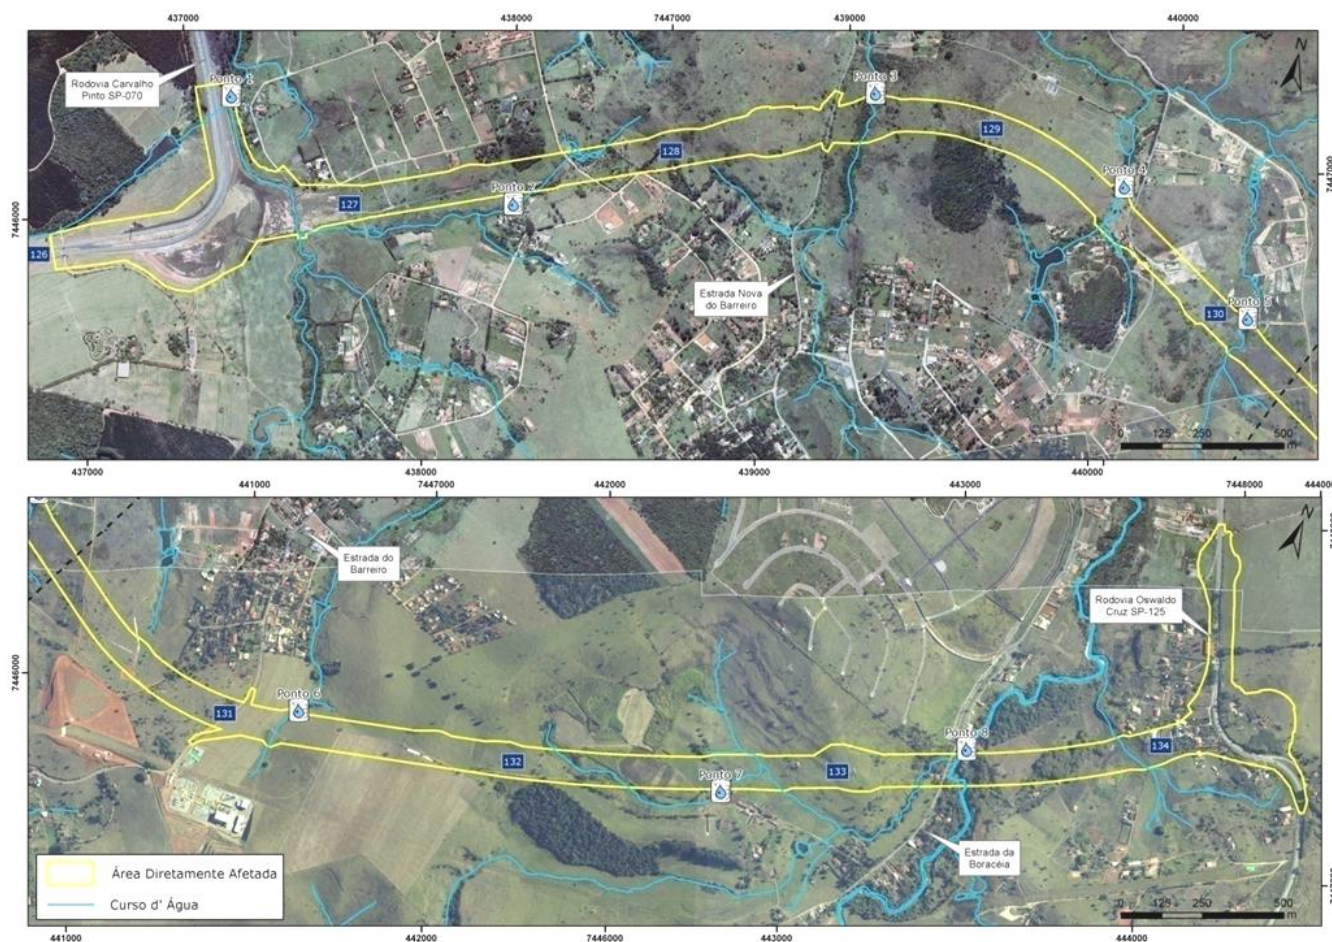 437000
438000
7447000
439000
440000
N
Rodovia Carvalho
Pinto SP-070
Ponto 1
Ponto 3
129
128
Ponto 4
7447000
127
Ponto 2
7446000
126
Estrada Nova
do Barreiro
130
Ponto 5
0 125 250 500
m
437000
438000
439000
440000
441000
7447000
442000
443000
7448000
444000
N
Estrada do
Barreiro
Rodovia Oswaldo
Cruz SP-125
7446000
Ponto 6
131
132
Ponto 7
133
Ponto 8
134
Estrada da
Boracéia
Área Diretamente Afetada
Curso d' Água
0 125 250 500
m
441000
442000
7446000
443000
444000